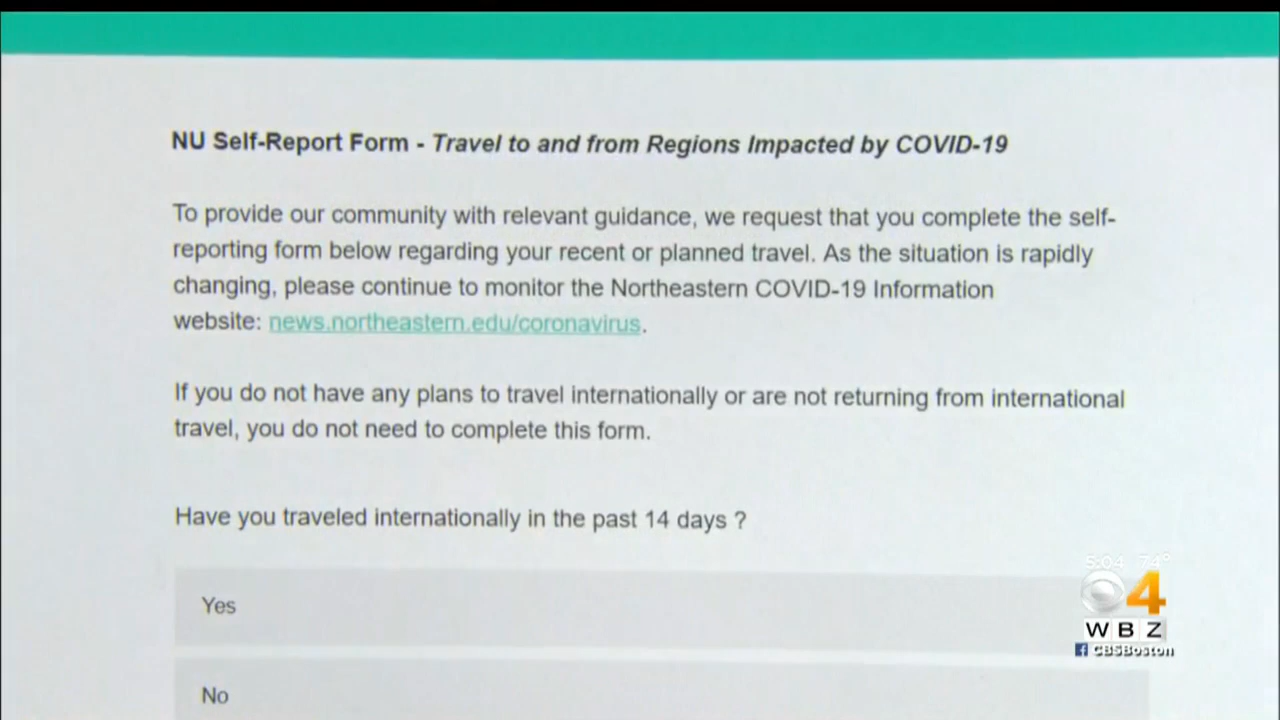 NU Self-Report Form - Travel to and from Regions Impacted by COVID-19
To provide our community with relevant guidance, we request that you complete the self-
reporting form below regarding your recent or planned travel. As the situation is rapidly
changing, please continue to monitor the Northeastern COVID-19 Information
website: news.northeastern.edu/coronavirus.
If you do not have any plans to travel internationally or are not returning from international
travel, you do not need to complete this form.
Have you traveled internationally in the past 14 days ?
Yes
No
5:04 74°
4
WBZ
f CBSBoston